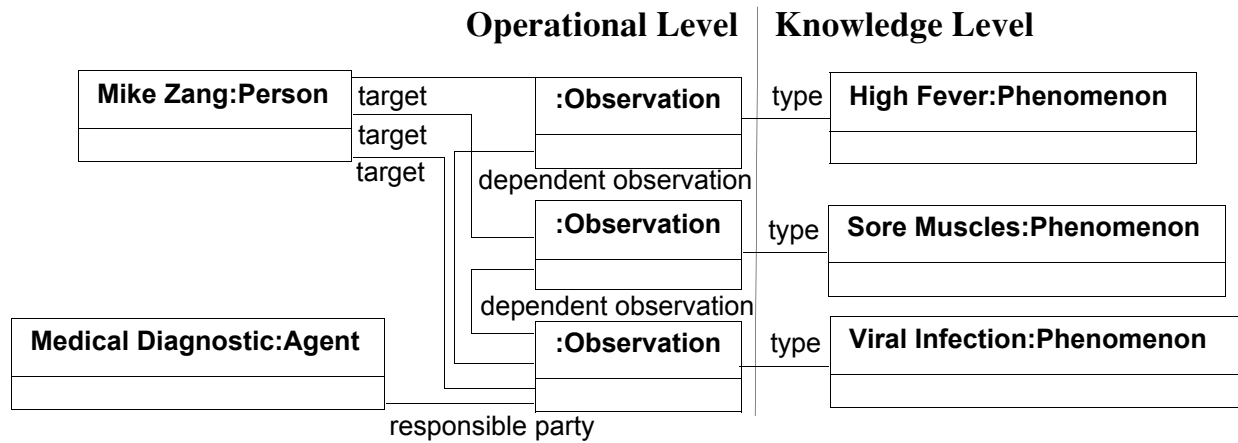 Operational Level
Knowledge Level
Mike Zang:Person
target
:Observation
type
High Fever:Phenomenon
target
target
dependent observation
:Observation
type
Sore Muscles:Phenomenon
dependent observation
Medical Diagnostic:Agent
:Observation
type
Viral Infection:Phenomenon
responsible party